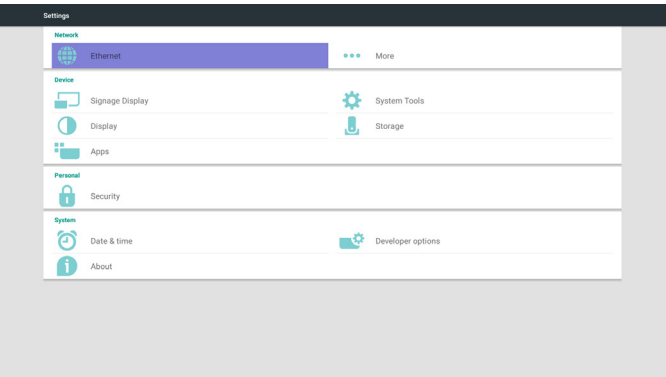 Settings
Network
Ethernet
More
Device
Signage Display
System Tools
Display
Storage
Apps
Personal
Security
System
Date & time
Developer options
About